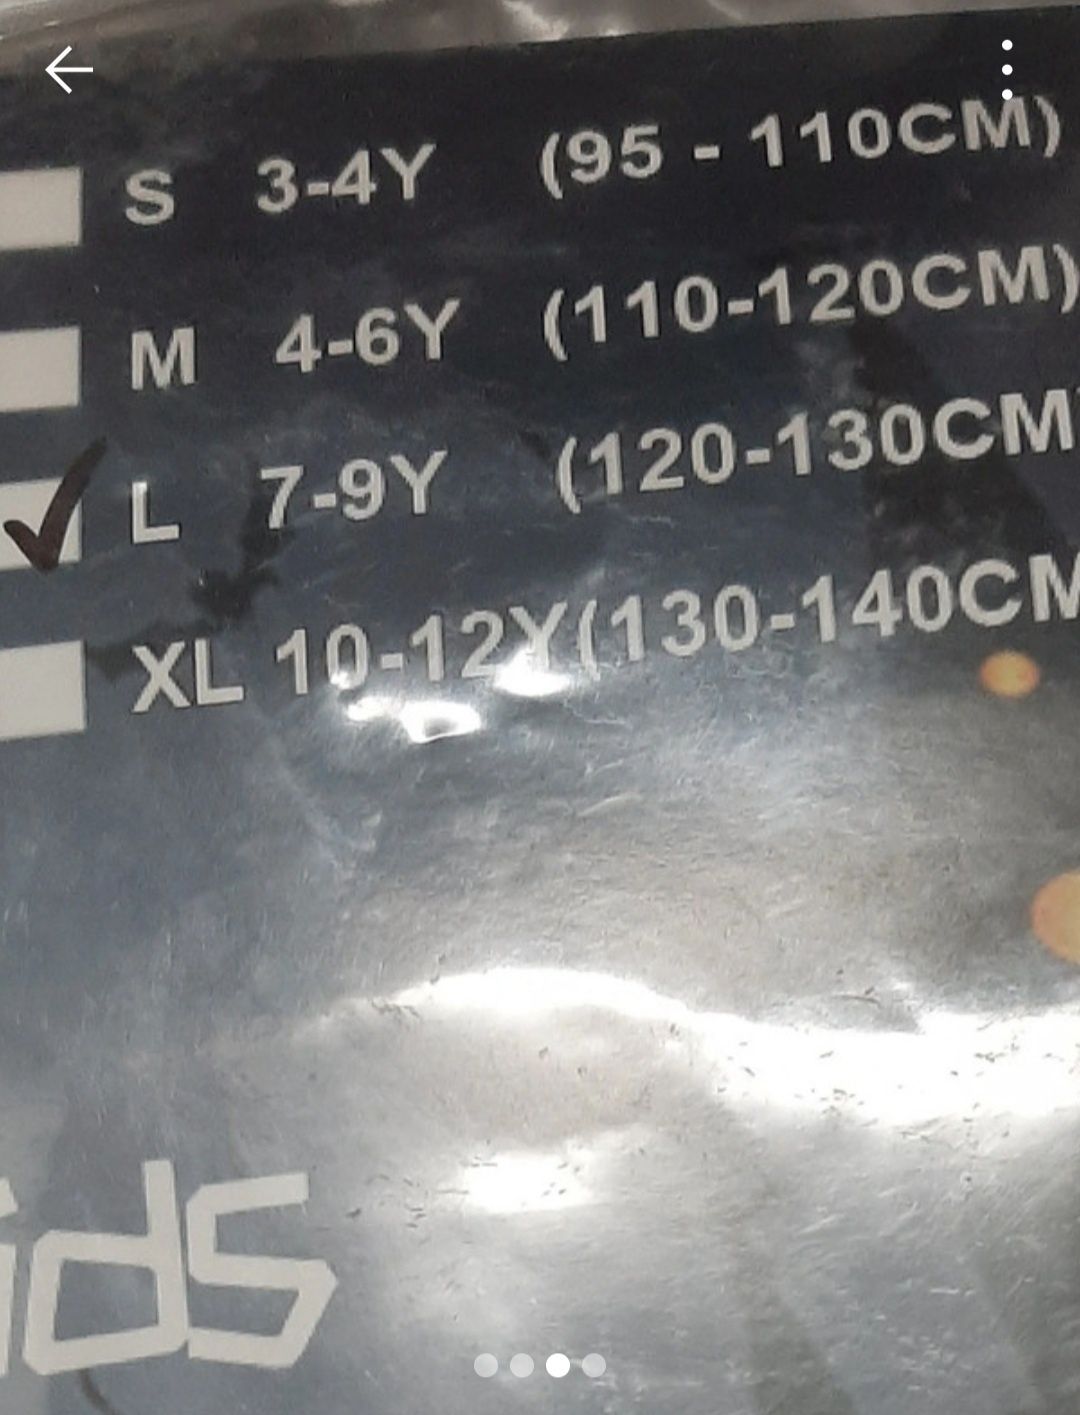 S 3-4Y (95 - 110CM)
M 4-6Y (110-120CM)
L 7-9Y (120-130CM
XL 10-12Y(130-140CM
ids